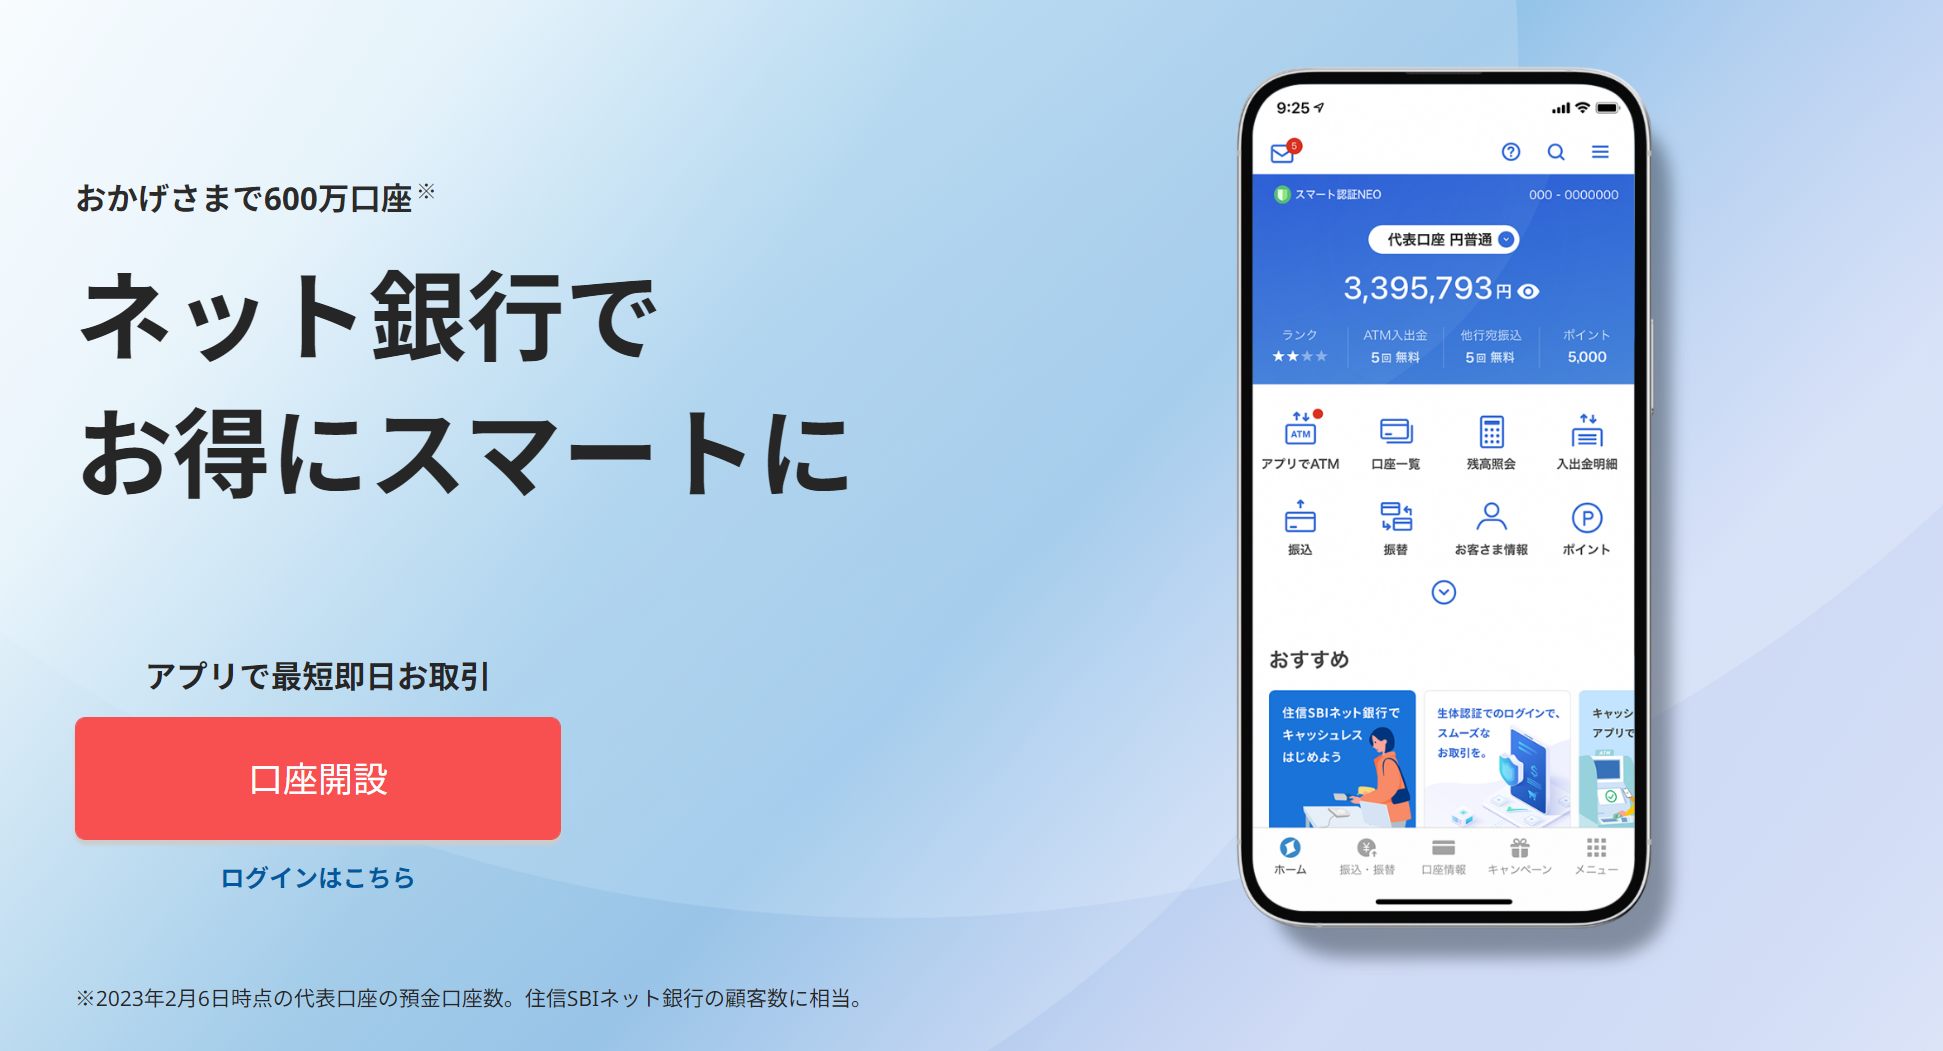 おかげさまで600万口座※
ネット銀行で
お得にスマートに
アプリで最短即日お取引
口座開設
ログインはこちら
※2023年2月6日時点の代表口座の預金口座数。住信SBIネット銀行の顧客数に相当。
9:25
5
スマート認証NEO 000 - 0000000
代表口座 円普通
3,395,793円
ランク ATM入出金 他行宛振込 ポイント
★★★★ 5回 無料 5回 無料 5,000
ATM
アプリでATM 口座一覧 残高照会 入出金明細
P
振込 振替 お客さま情報 ポイント
おすすめ
住信SBIネット銀行で
キャッシュレス
はじめよう
生体認証でのログインで、
スムーズな
お取引を。
キャッシ
アプリで
ホーム 振込・振替 口座情報 キャンペーン メニュー